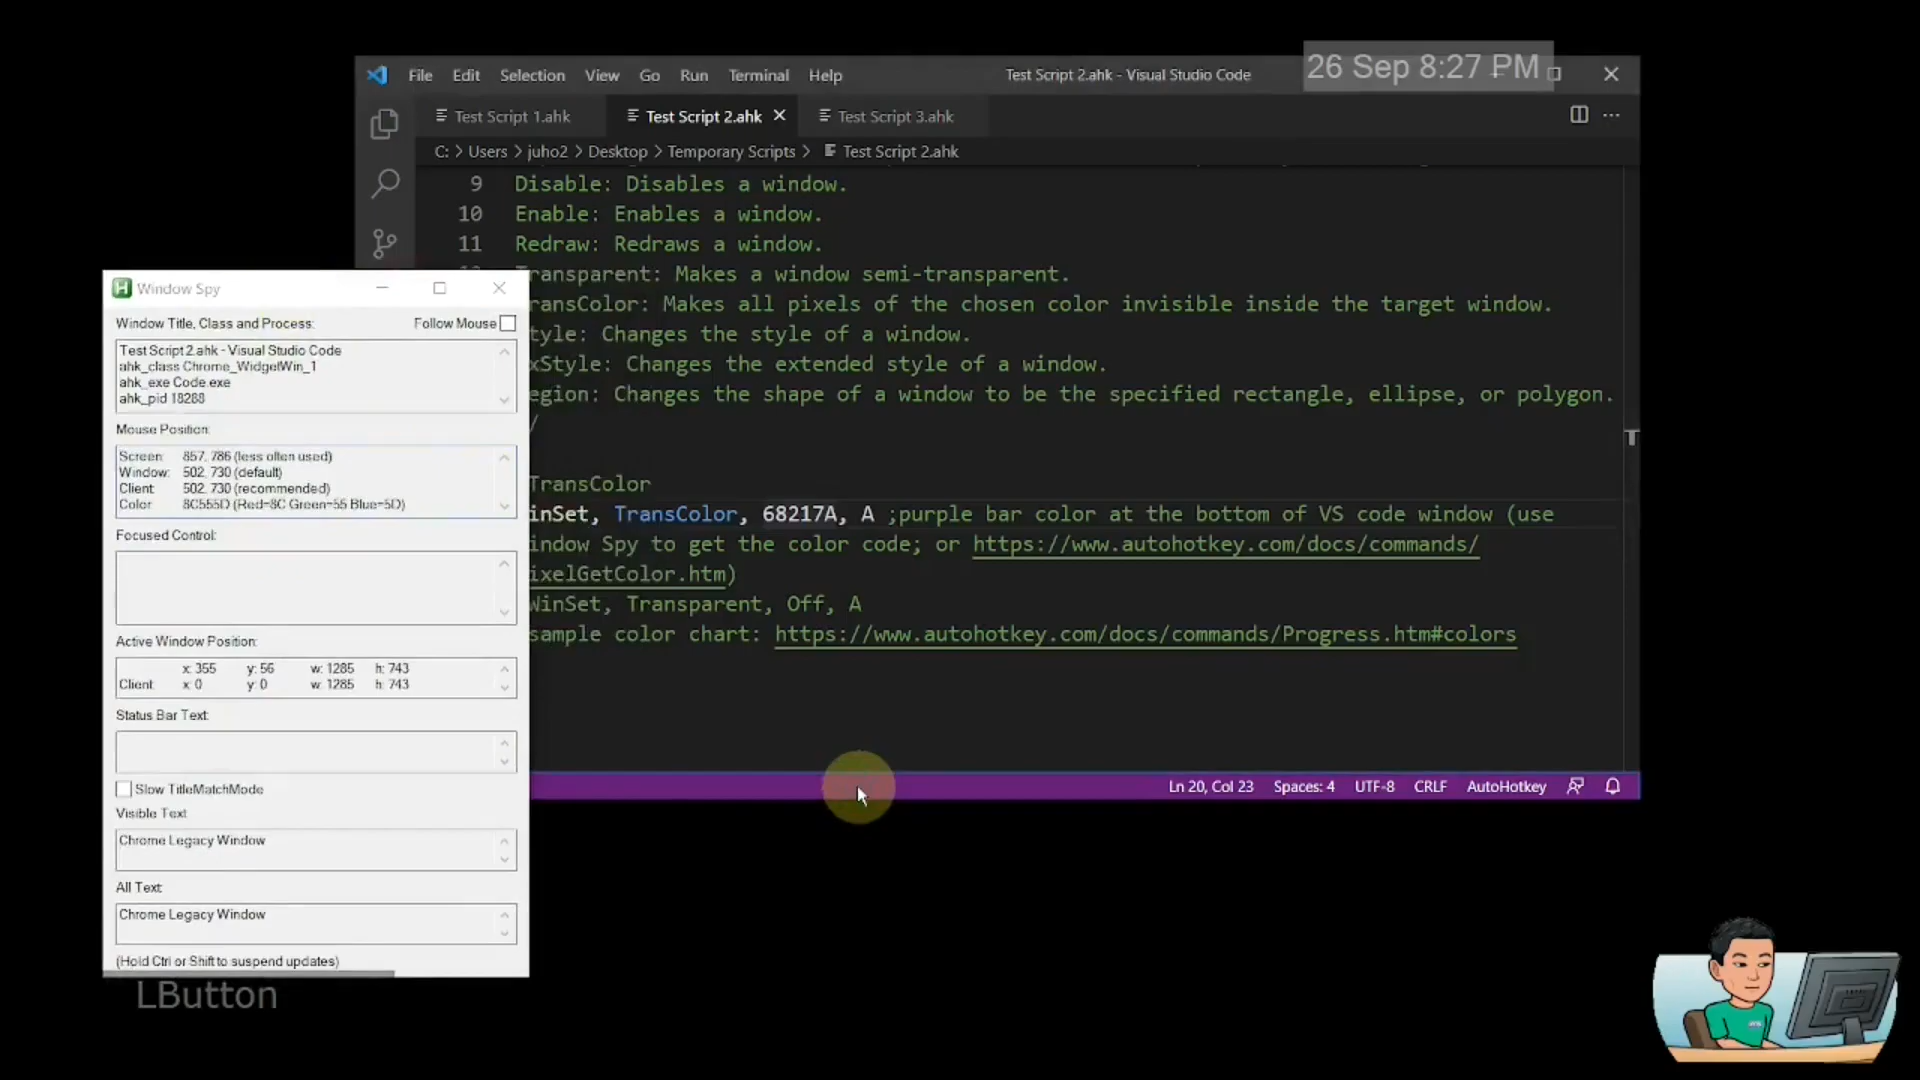 File Edit Selection View Go Run Terminal Help Test Script 2.ahk - Visual Studio Code
26 Sep 8:27 PM
Test Script 1.ahk Test Script 2.ahk Test Script 3.ahk
C: > Users > juho2 > Desktop > Temporary Scripts > Test Script 2.ahk
9 Disable: Disables a window.
10 Enable: Enables a window.
11 Redraw: Redraws a window.
ransparent: Makes a window semi-transparent.
ransColor: Makes all pixels of the chosen color invisible inside the target window.
tyle: Changes the style of a window.
xStyle: Changes the extended style of a window.
egion: Changes the shape of a window to be the specified rectangle, ellipse, or polygon.
/
TransColor
inSet, TransColor, 68217A, A ;purple bar color at the bottom of VS code window (use
indow Spy to get the color code; or https://www.autohotkey.com/docs/commands/
ixelGetColor.htm)
WinSet, Transparent, Off, A
sample color chart: https://www.autohotkey.com/docs/commands/Progress.htm#colors
Ln 20, Col 23 Spaces: 4 UTF-8 CRLF AutoHotkey
Window Spy
Window Title, Class and Process: Follow Mouse
Test Script 2.ahk - Visual Studio Code
ahk_class Chrome_WidgetWin_1
ahk_exe Code.exe
ahk_pid 18288
Mouse Position:
Screen: 857, 786 (less often used)
Window: 502, 730 (default)
Client: 502, 730 (recommended)
Color: 8C555D (Red=8C Green=55 Blue=5D)
Focused Control:
Active Window Position:
x: 355 y: 56 w: 1285 h: 743
Client: x: 0 y: 0 w: 1285 h: 743
Status Bar Text:
Slow TitleMatchMode
Visible Text:
Chrome Legacy Window
All Text:
Chrome Legacy Window
(Hold Ctrl or Shift to suspend updates)
LButton